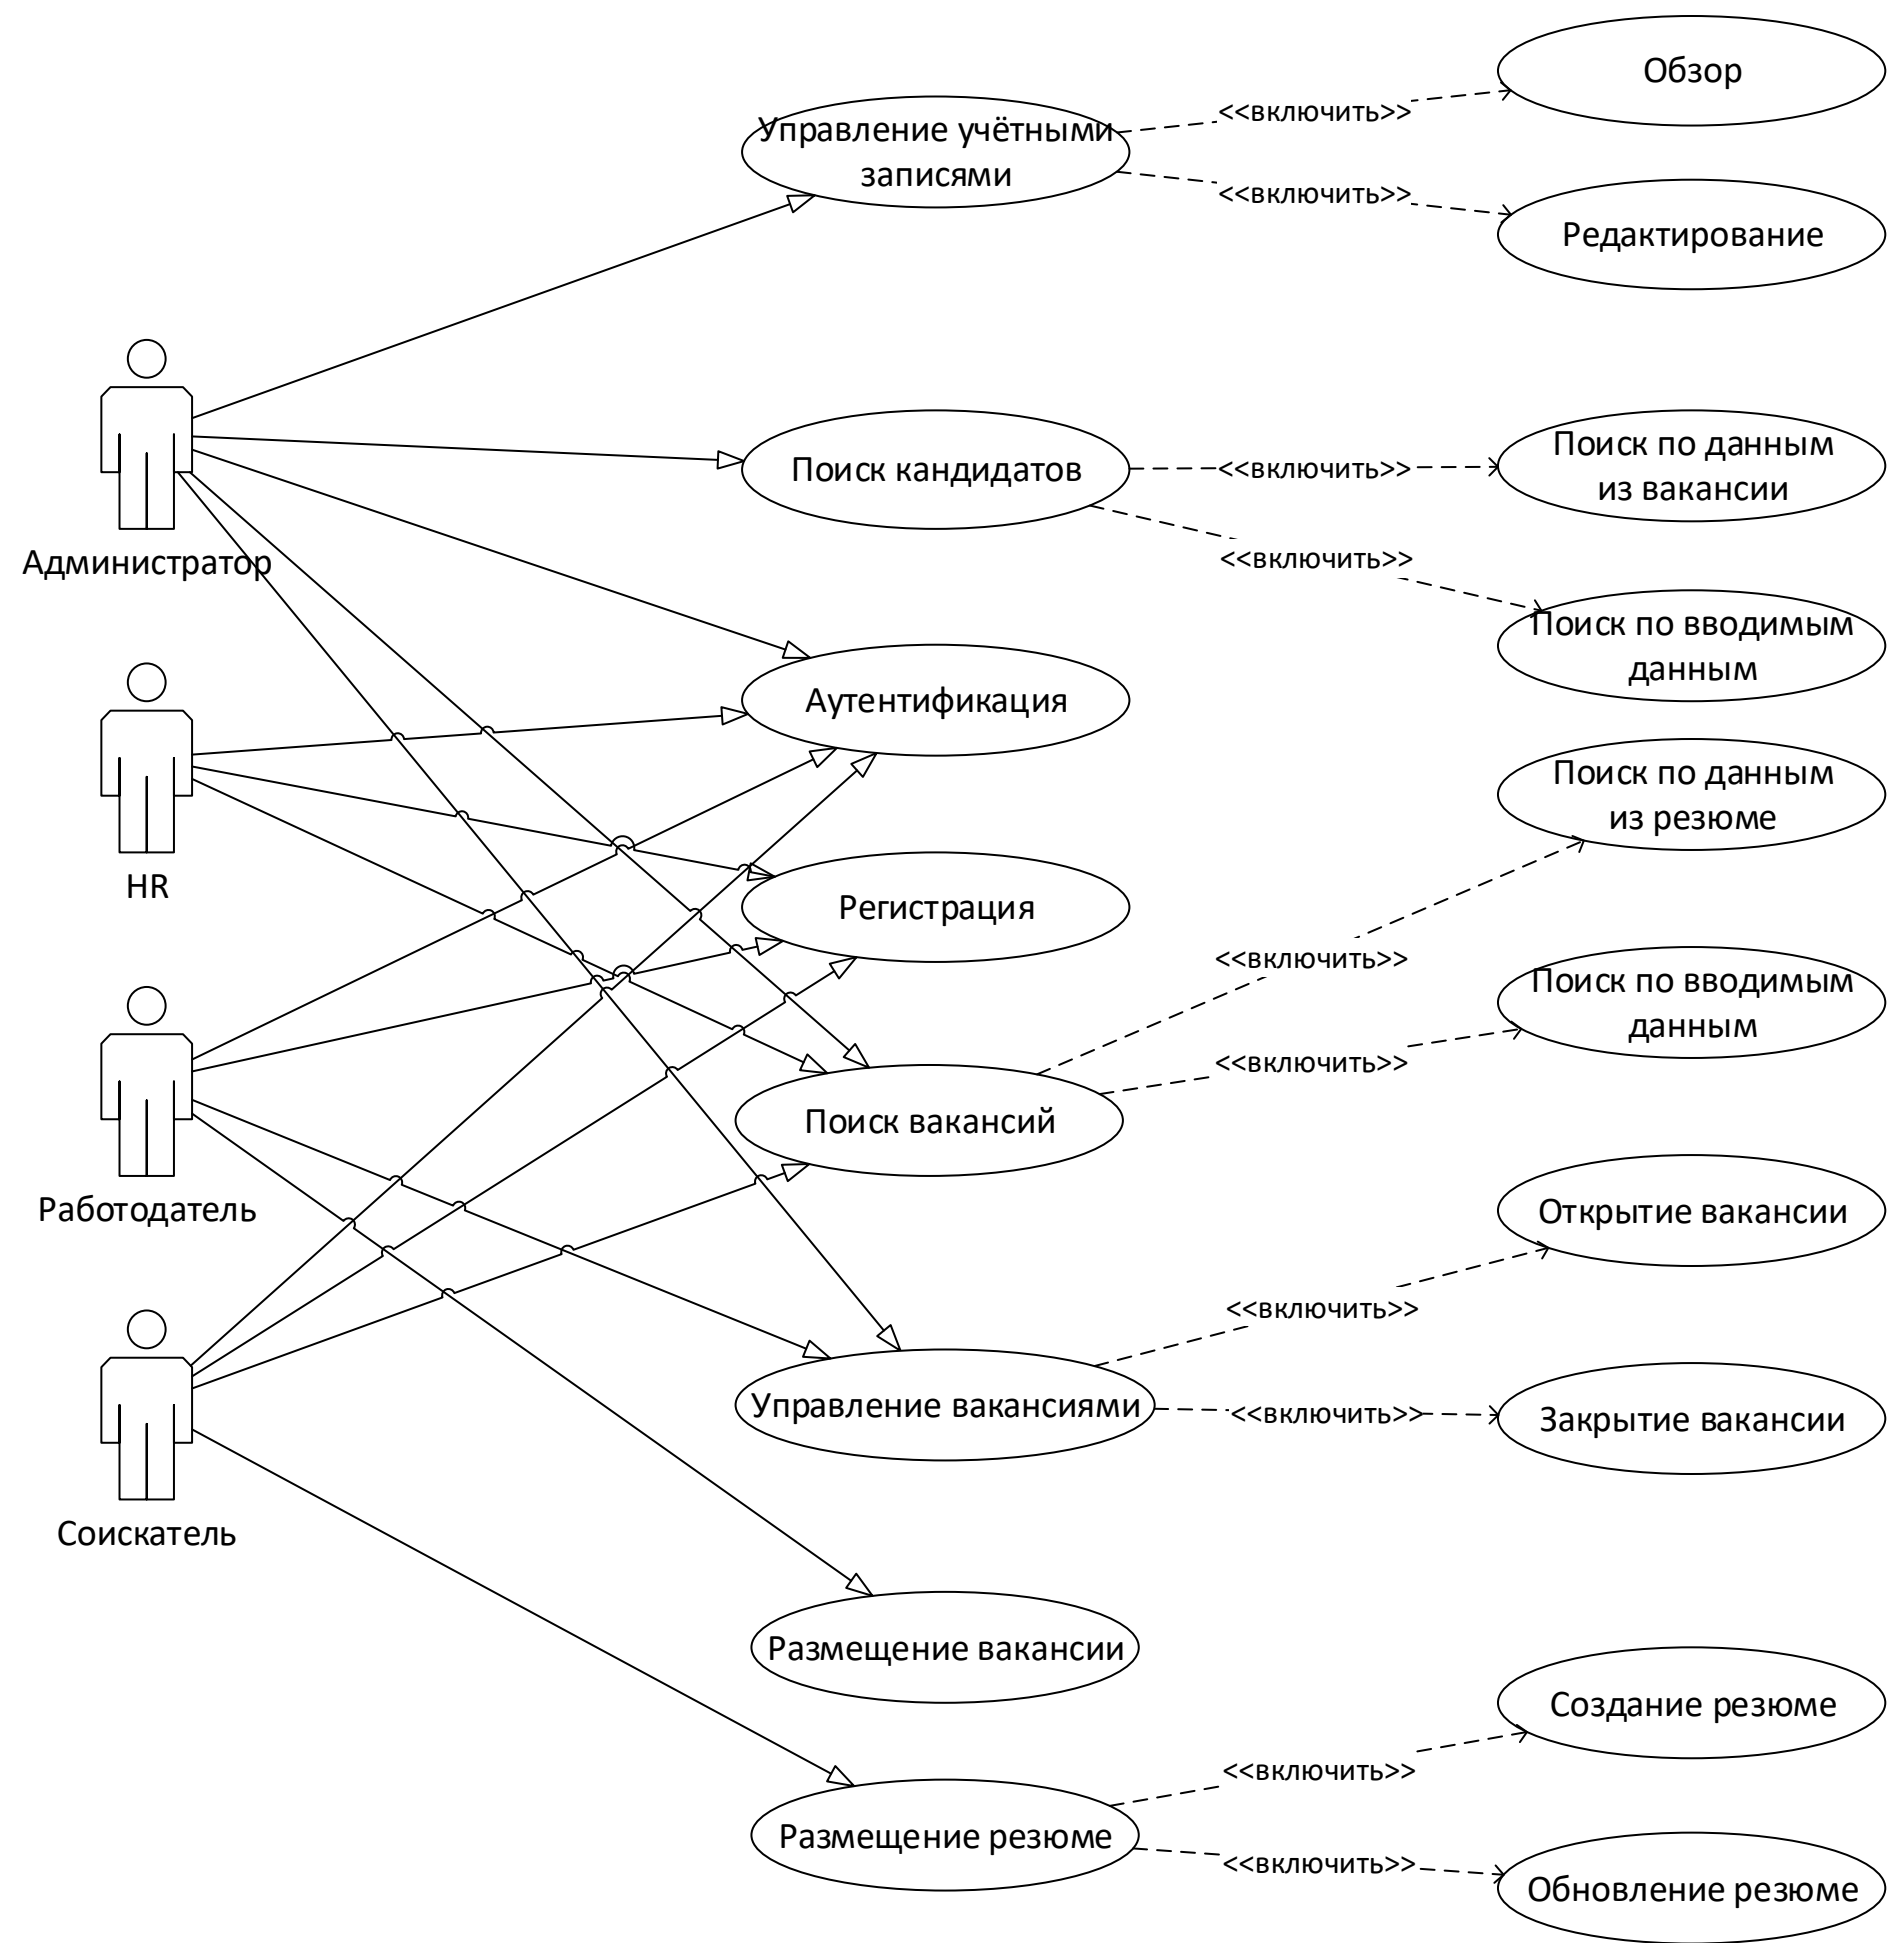 Обзор
<<включить>>
Управление учётными
записями
<<включить>>
Редактирование
Поиск по данным
из вакансии
Поиск кандидатов
<<включить>>
<<включить>>
Администратор
Поиск по вводимым
данным
Аутентификация
Поиск по данным
из резюме
HR
Регистрация
<<включить>>
Поиск по вводимым
данным
<<включить>>
Поиск вакансий
Работодатель
Открытие вакансии
<<включить>>
Управление вакансиями
<<включить>>
Закрытие вакансии
Соискатель
Размещение вакансии
Создание резюме
<<включить>>
Размещение резюме
<<включить>>
Обновление резюме